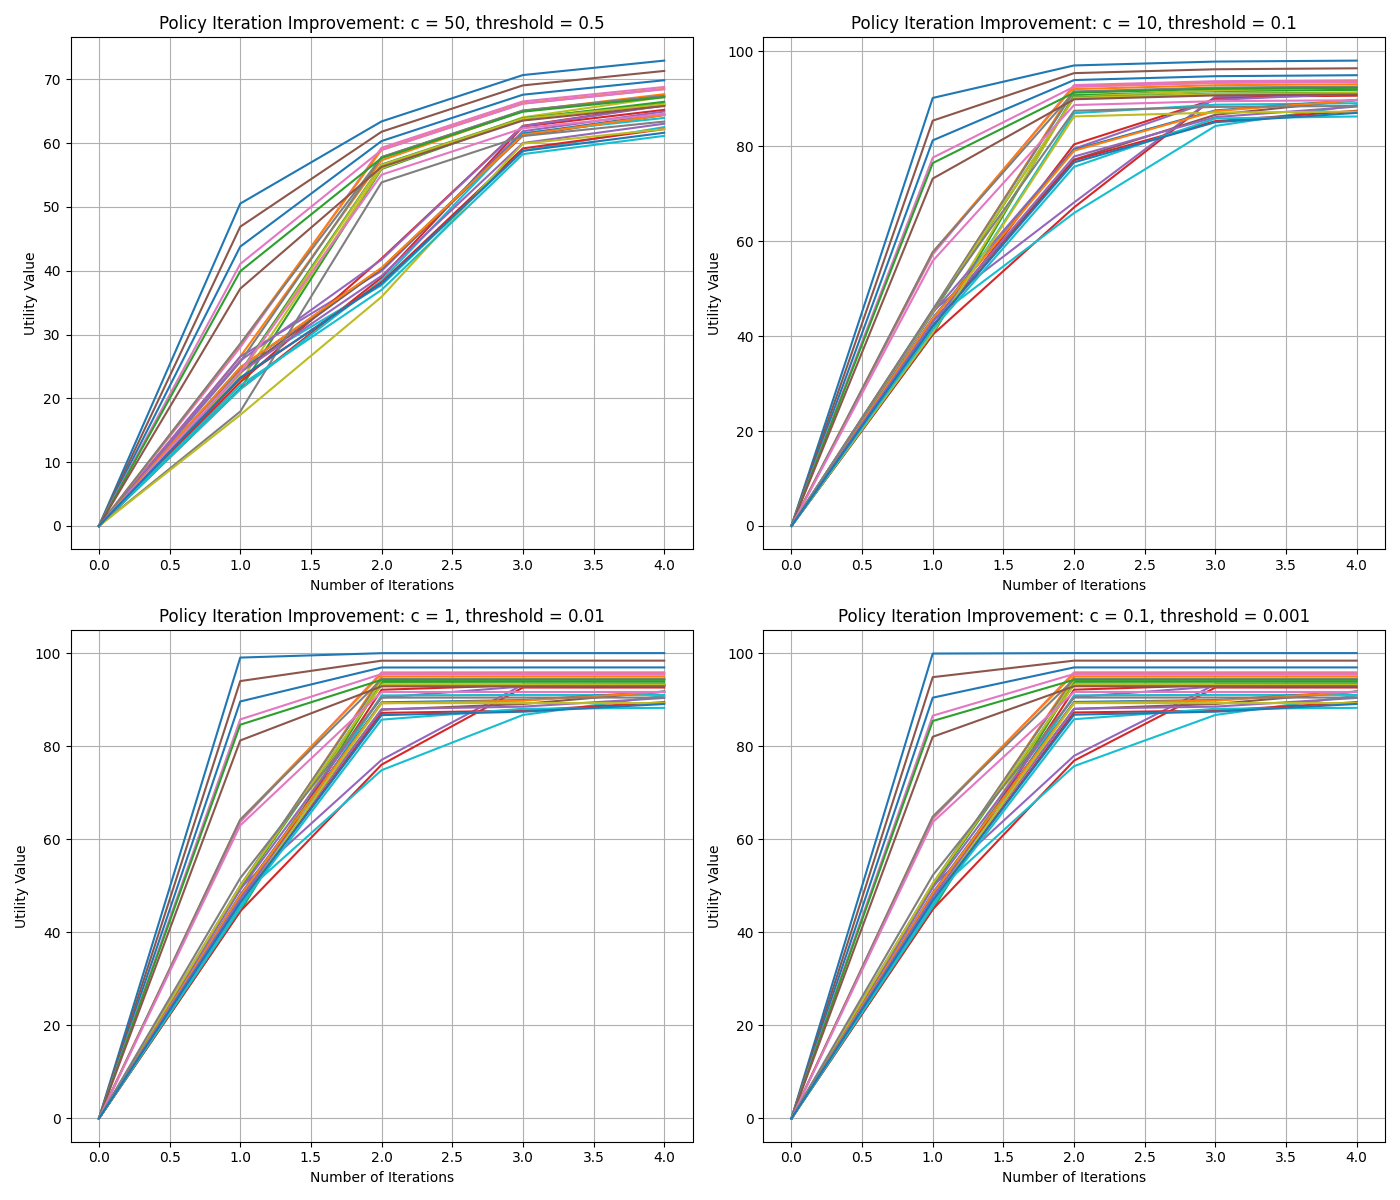 Policy Iteration Improvement: c = 50, threshold = 0.5
Utility Value
70
60
50
40
30
20
10
0
0.0 0.5 1.0 1.5 2.0 2.5 3.0 3.5 4.0
Number of Iterations
Policy Iteration Improvement: c = 10, threshold = 0.1
Utility Value
100
80
60
40
20
0
0.0 0.5 1.0 1.5 2.0 2.5 3.0 3.5 4.0
Number of Iterations
Policy Iteration Improvement: c = 1, threshold = 0.01
Utility Value
100
80
60
40
20
0
0.0 0.5 1.0 1.5 2.0 2.5 3.0 3.5 4.0
Number of Iterations
Policy Iteration Improvement: c = 0.1, threshold = 0.001
Utility Value
100
80
60
40
20
0
0.0 0.5 1.0 1.5 2.0 2.5 3.0 3.5 4.0
Number of Iterations